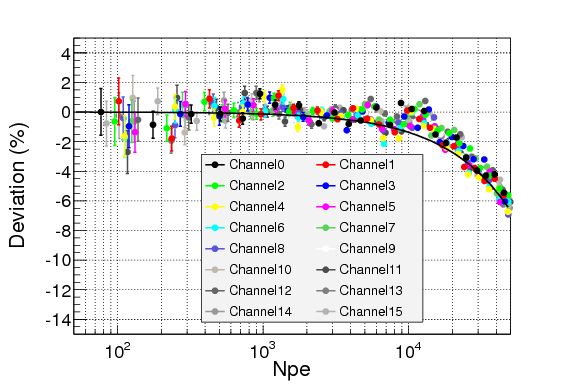 4
2
0
-2
-4
-6
-8
-10
-12
-14
Deviation (%)
Channel0 Channel1
Channel2 Channel3
Channel4 Channel5
Channel6 Channel7
Channel8 Channel9
Channel10 Channel11
Channel12 Channel13
Channel14 Channel15
10² 10³ 10⁴
Npe